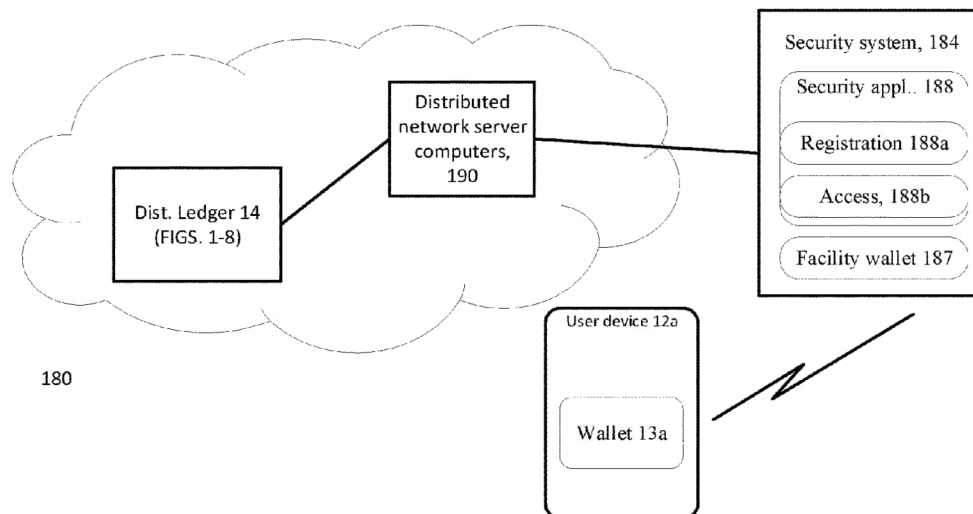 Security system, 184
Security appl.. 188
Registration 188a
Access, 188b
Facility wallet 187
Distributed
network server
computers,
190
Dist. Ledger 14
(FIGS. 1-8)
User device 12a
Wallet 13a
180